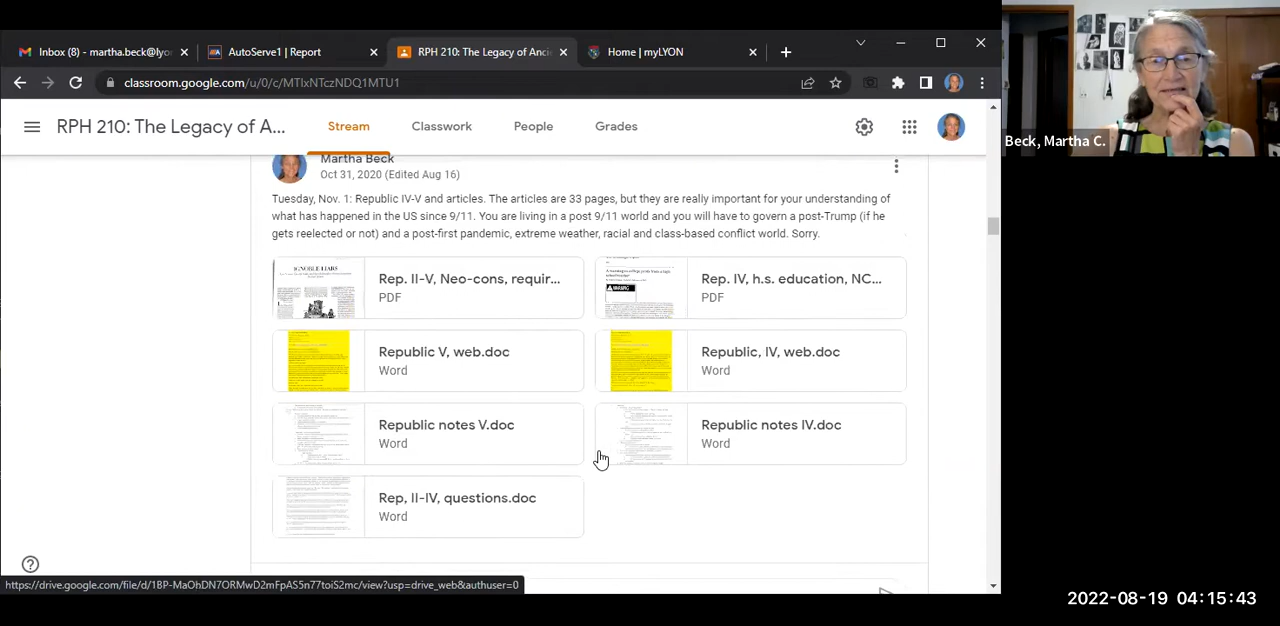 Inbox (8) - martha.beck@lyo
AutoServe1 | Report
RPH 210: The Legacy of Anci
Home | myLYON
classroom.google.com/u/0/c/MTIxNTczNDQ1MTU1
RPH 210: The Legacy of A...
Stream
Classwork
People
Grades
Beck, Martha C.
Martha Beck
Oct 31, 2020 (Edited Aug 16)
Tuesday, Nov. 1: Republic IV-V and articles. The articles are 33 pages, but they are really important for your understanding of
what has happened in the US since 9/11. You are living in a post 9/11 world and you will have to govern a post-Trump (if he
gets reelected or not) and a post-first pandemic, extreme weather, racial and class-based conflict world. Sorry.
IGNOBLE LIARS
Rep. II-V, Neo-cons, requir...
PDF
WARNING
Rep. IV, h.s. education, NC...
PDF
Republic V, web.doc
Word
Republic, IV, web.doc
Word
Republic notes V.doc
Word
Republic notes IV.doc
Word
Rep, II-IV, questions.doc
Word
https://drive.google.com/file/d/1BP-MaObDN7ORMwD2mFpAS5n77toiS2mc/view?usp=drive_web&authuser=0
2022-08-19 04:15:43